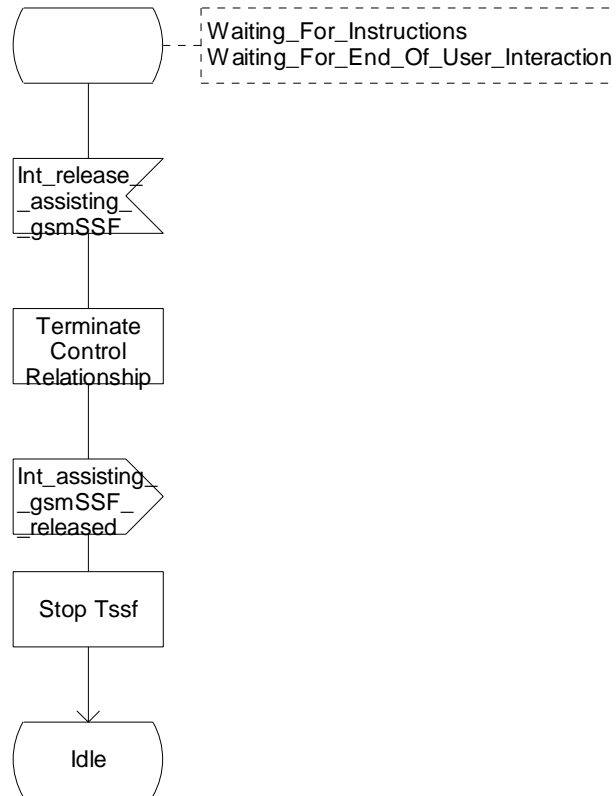 Waiting_For_Instructions
Waiting_For_End_Of_User_Interaction
Int_release_
_assisting_
_gsmSSF
Terminate
Control
Relationship
Int_assisting_
_gsmSSF_
_released
Stop Tssf
Idle